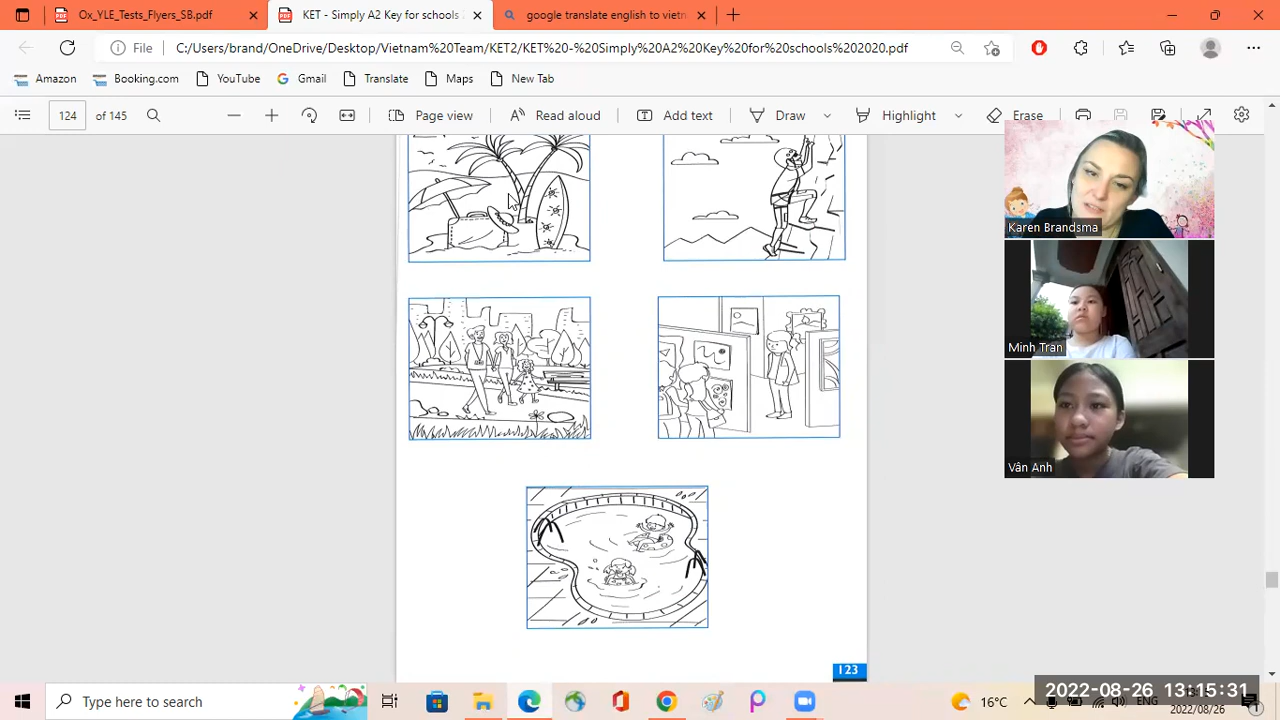 Ox_YLE_Tests_Flyers_SB.pdf
KET - Simply A2 Key for schools
google translate english to vietn
File
C:/Users/brand/OneDrive/Desktop/Vietnam%20Team/KET2/KET%20-%20Simply%20A2%20Key%20for%20schools%202020.pdf
Amazon
Booking.com
YouTube
Gmail
Translate
Maps
New Tab
124
of 145
Page view
Read aloud
Add text
Draw
Highlight
Erase
Karen Brandsma
Minh Tran
Vân Anh
123
Type here to search
16°C
ENG
2022-08-26 13:15:31
2022/08/26